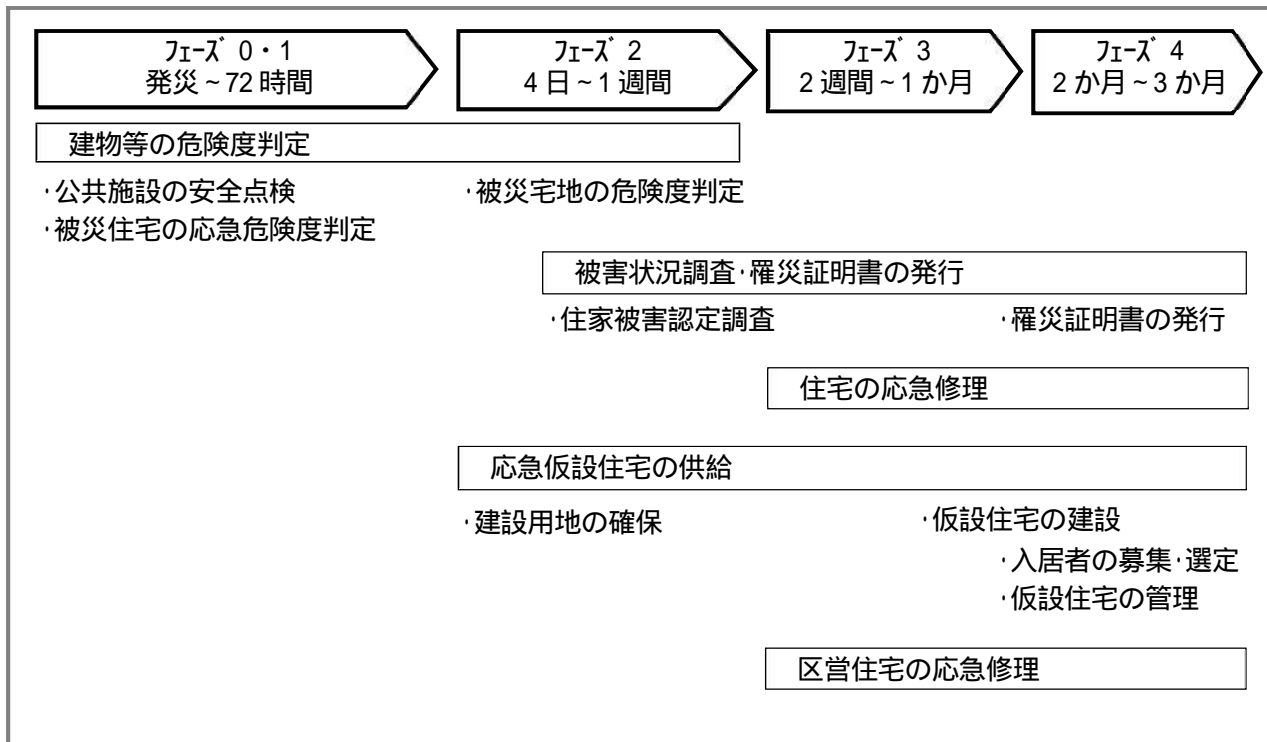 フェーズ 0・1
発災~72時間
フェーズ 2
4日~1週間
フェーズ 3
2週間~1か月
フェーズ 4
2か月~3か月
建物等の危険度判定
・公共施設の安全点検
・被災宅地の危険度判定
・被災住宅の応急危険度判定
被害状況調査・罹災証明書の発行
・住家被害認定調査
・罹災証明書の発行
住宅の応急修理
応急仮設住宅の供給
・建設用地の確保
・仮設住宅の建設
・入居者の募集・選定
・仮設住宅の管理
区営住宅の応急修理